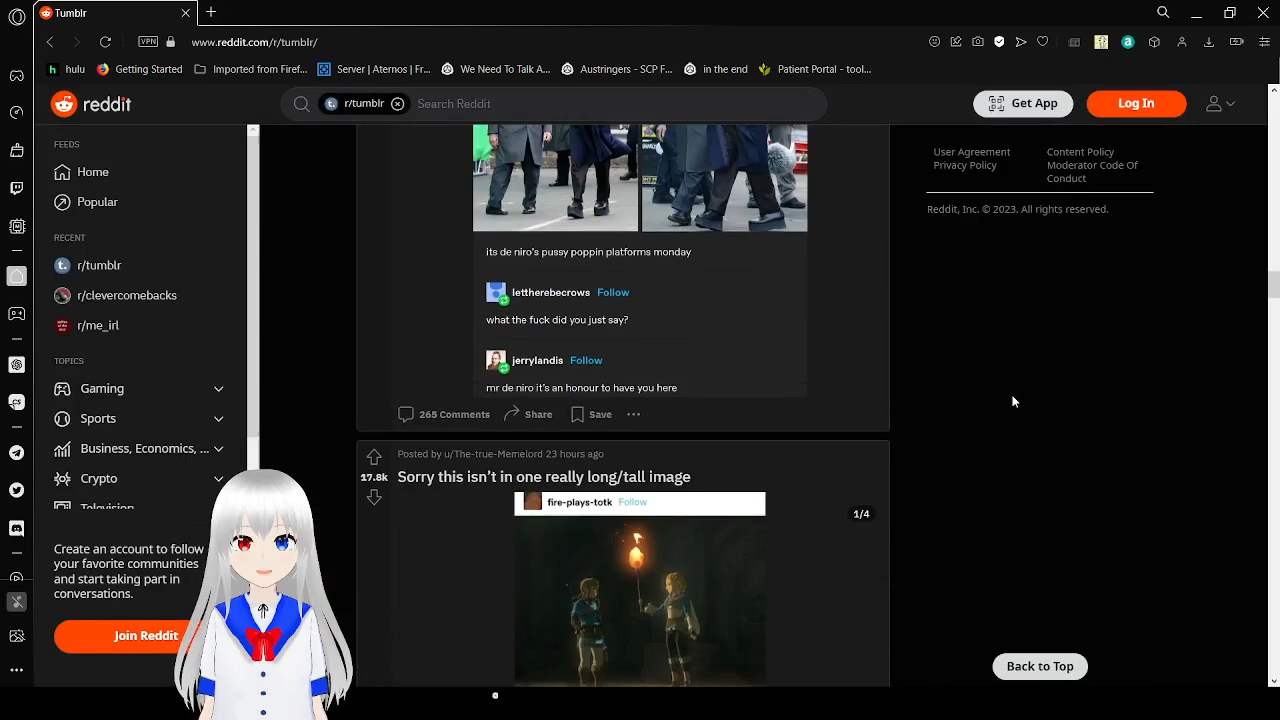 Tumblr
VPN
www.reddit.com/r/tumblr/
hulu
Getting Started
Imported from Firef...
Server | Aternos | Fr...
We Need To Talk A...
Austringers - SCP F...
in the end
Patient Portal - tool...
reddit
r/tumblr
Search Reddit
Get App
Log In
FEEDS
Home
Popular
RECENT
r/tumblr
r/clevercomebacks
r/me_irl
TOPICS
Gaming
Sports
Business, Economics, ...
Crypto
Television
Create an account to follow
your favorite communities
and start taking part in
conversations.
Join Reddit
its de niro's pussy poppin platforms monday
lettherebecrows Follow
what the fuck did you just say?
jerrylandis Follow
mr de niro it's an honour to have you here
265 Comments
Share
Save
Posted by u/The-true-Memelord 23 hours ago
17.8k
Sorry this isn't in one really long/tall image
fire-plays-totk Follow
1/4
User Agreement
Privacy Policy
Content Policy
Moderator Code Of
Conduct
Reddit, Inc. © 2023. All rights reserved.
Back to Top